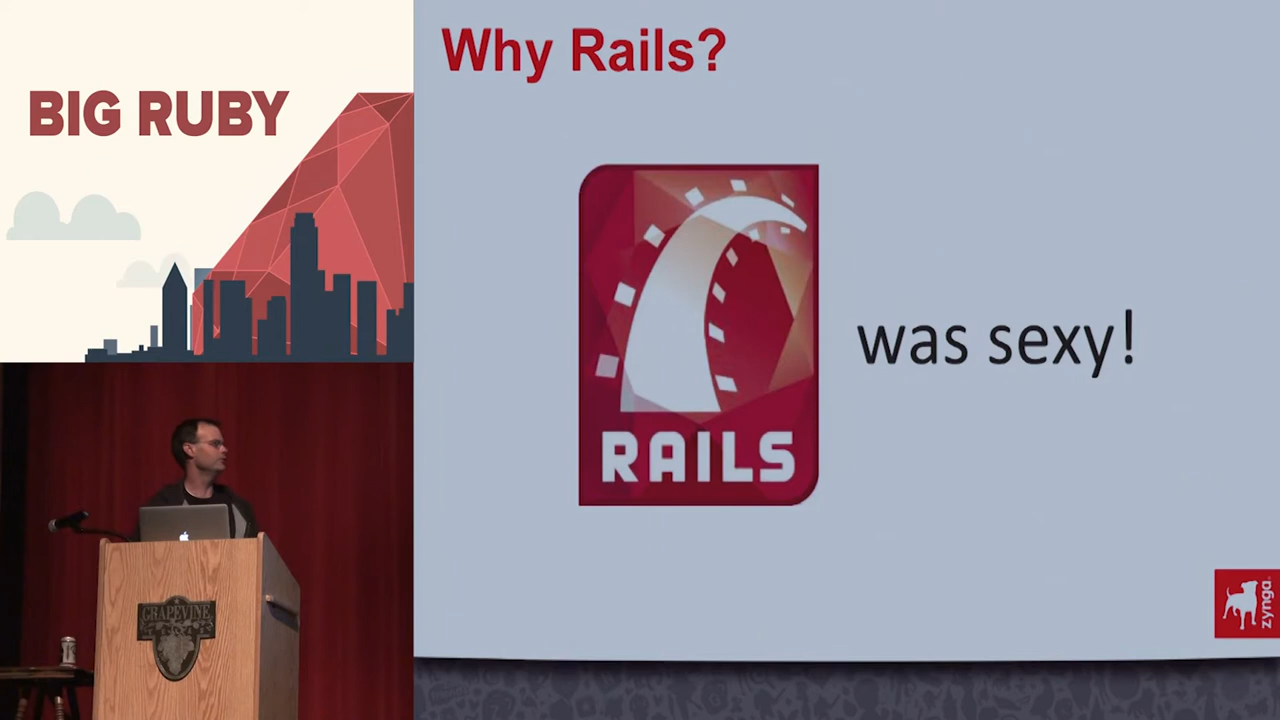 BIG RUBY
Why Rails?
RAILS
was sexy!
zynga
GRAPEVINE